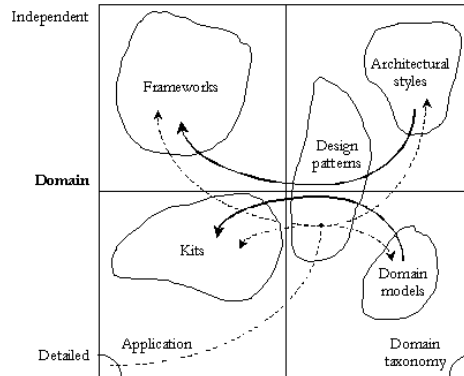 Independent
Architectural
styles
Frameworks
Design
patterns
Domain
Kits
Domain
models
Application
Detailed
Domain
taxonomy